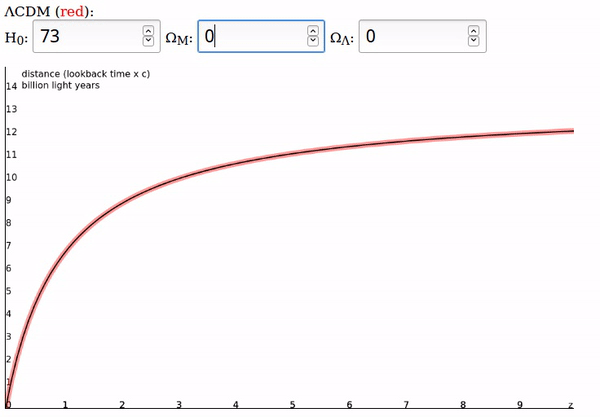 ΛCDM (red):
H0: 73 ΩM: 0 ΩΛ: 0
distance (lookback time x c)
billion light years
14
13
12
11
10
9
8
7
6
5
4
3
2
1
0 1 2 3 4 5 6 7 8 9 z